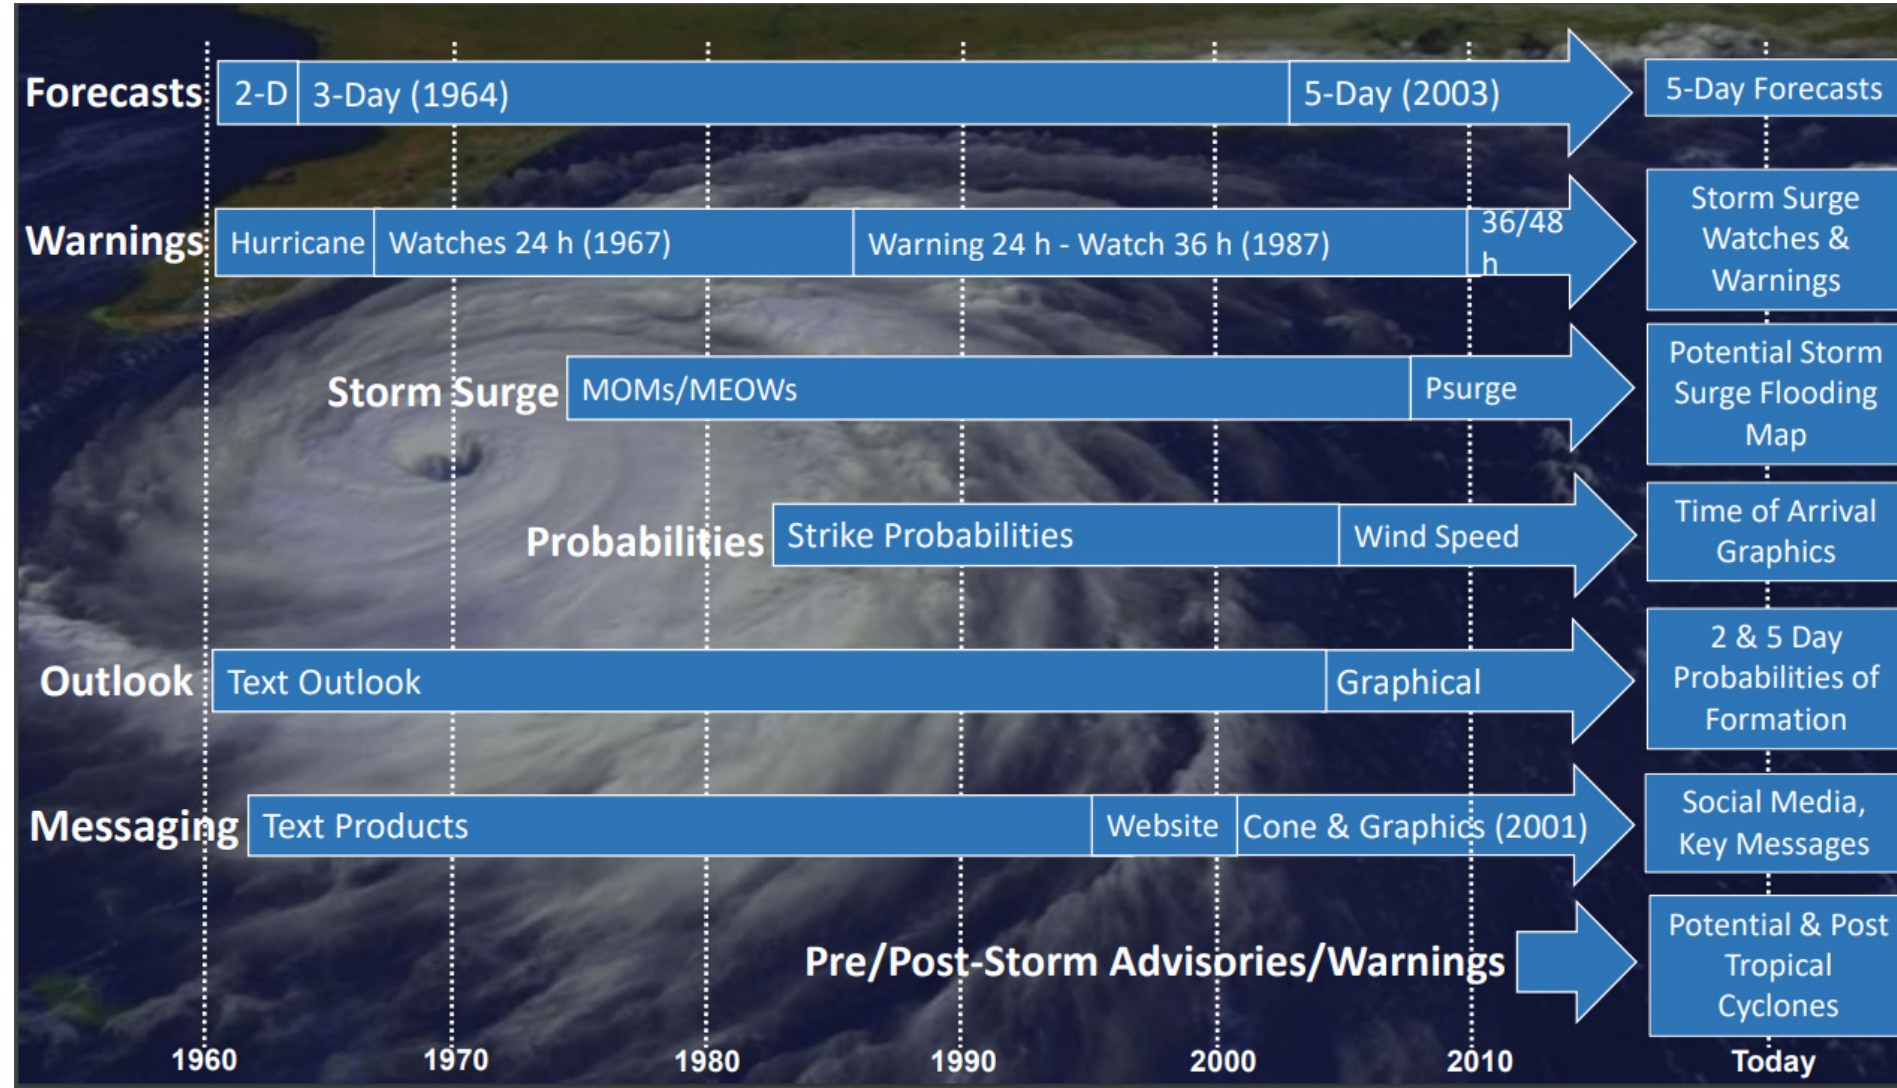 Forecasts
2-D
3-Day (1964)
5-Day (2003)
5-Day Forecasts
Warnings
Hurricane
Watches 24 h (1967)
Warning 24 h - Watch 36 h (1987)
36/48
h
Storm Surge
Watches &
Warnings
Storm Surge
MOMs/MEOWs
Psurge
Potential Storm
Surge Flooding
Map
Probabilities
Strike Probabilities
Wind Speed
Time of Arrival
Graphics
Outlook
Text Outlook
Graphical
2 & 5 Day
Probabilities of
Formation
Messaging
Text Products
Website
Cone & Graphics (2001)
Social Media,
Key Messages
Pre/Post-Storm Advisories/Warnings
Potential & Post
Tropical
Cyclones
1960
1970
1980
1990
2000
2010
Today